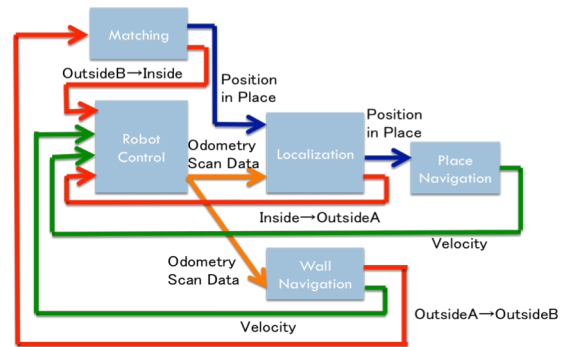 Matching
OutsideB→Inside
Position
in Place
Position
in Place
Robot
Control
Odometry
Scan Data
Localization
Place
Navigation
Inside→OutsideA
Velocity
Odometry
Scan Data
Wall
Navigation
OutsideA→OutsideB
Velocity